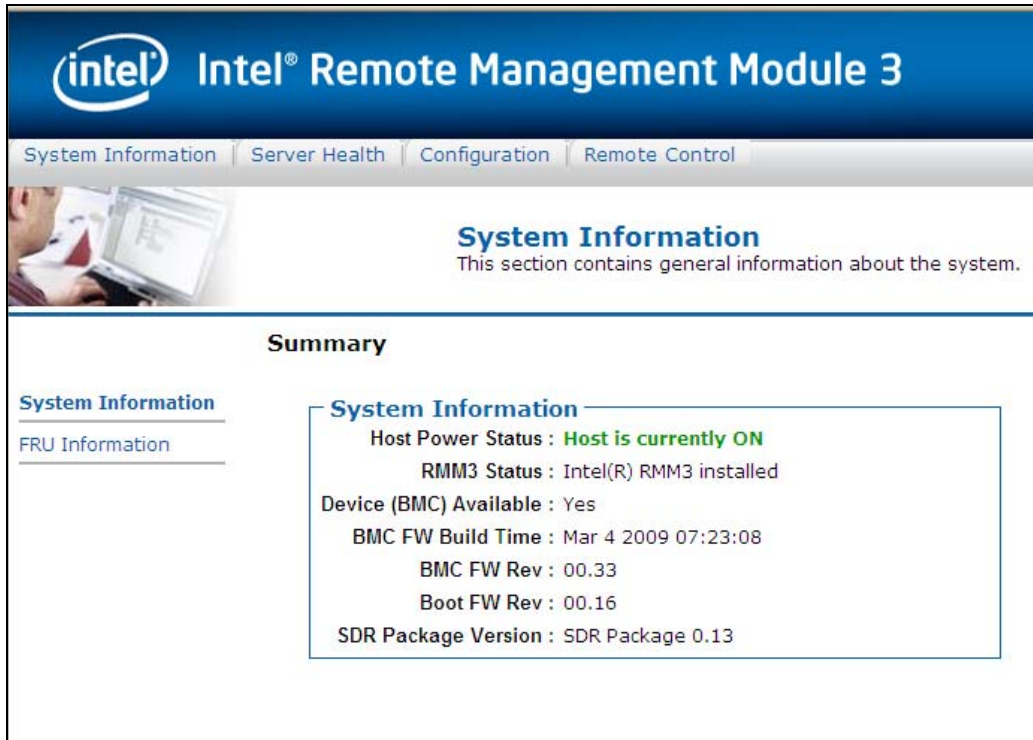 intel Intel® Remote Management Module 3
System Information Server Health Configuration Remote Control
System Information
This section contains general information about the system.
Summary
System Information
FRU Information
System Information
Host Power Status : Host is currently ON
RMM3 Status : Intel(R) RMM3 installed
Device (BMC) Available : Yes
BMC FW Build Time : Mar 4 2009 07:23:08
BMC FW Rev : 00.33
Boot FW Rev : 00.16
SDR Package Version : SDR Package 0.13